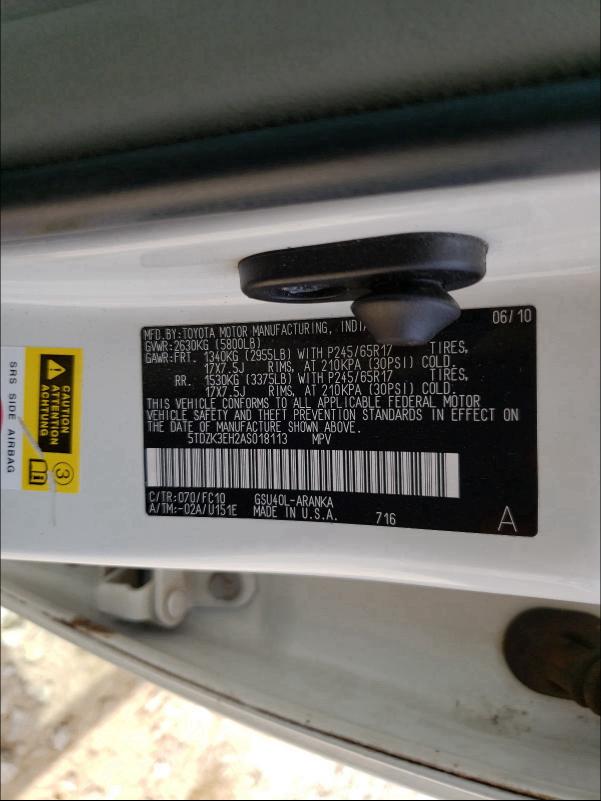 MFD.BY:TOYOTA MOTOR MANUFACTURING, INDIA 06/10
GVWR: 2630KG (5800LB)
GAWR:FRT. 1340KG (2955LB) WITH P245/65R17 TIRES,
17X7.5J RIMS, AT 210KPA (30PSI) COLD.
RR. 1530KG (3375LB) WITH P245/65R17 TIRES,
17X7.5J RIMS, AT 210KPA (30PSI) COLD.
THIS VEHICLE CONFORMS TO ALL APPLICABLE FEDERAL MOTOR
VEHICLE SAFETY AND THEFT PREVENTION STANDARDS IN EFFECT ON
THE DATE OF MANUFACTURE SHOWN ABOVE.
5TDZK3EH2AS018113 MPV
C/TR:070/FC10 GSU40L-ARANKA
A/TM:-02A/U151E MADE IN U.S.A. 716
A
CAUTION
ATTENTION
ACHTUNG
3
SRS SIDE AIRBAG